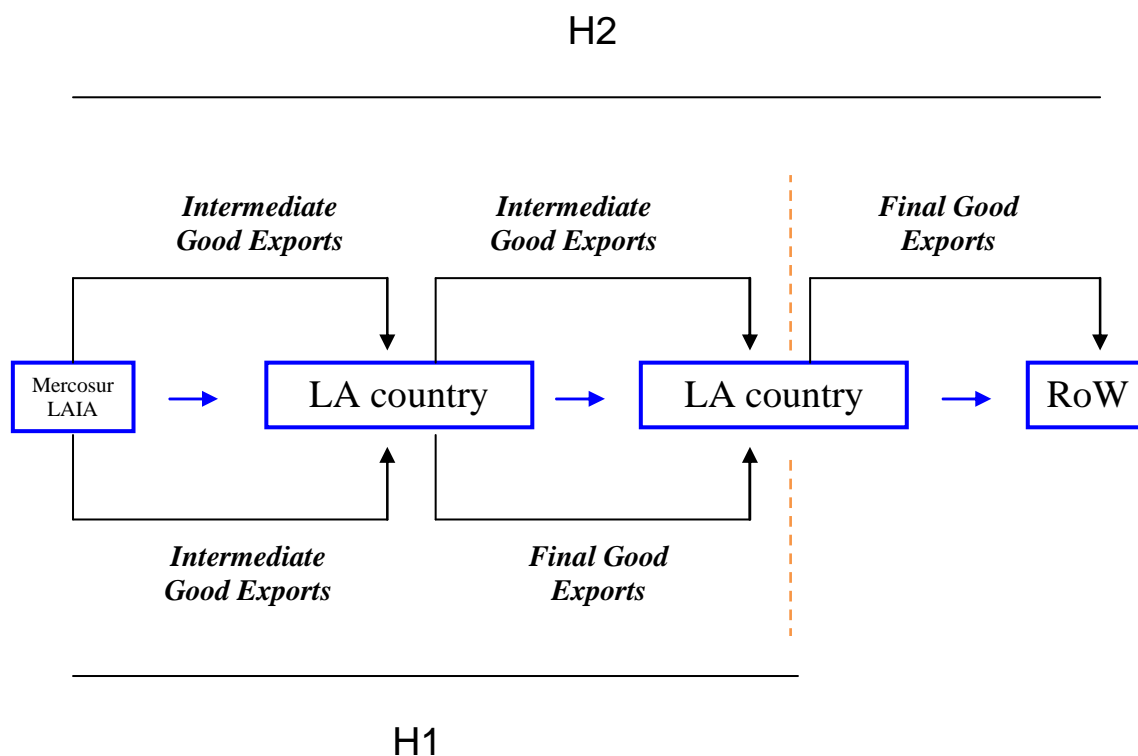 H2
Intermediate
Good Exports
Intermediate
Good Exports
Final Good
Exports
Mercosur
LAIA
LA country
LA country
RoW
Intermediate
Good Exports
Final Good
Exports
H1